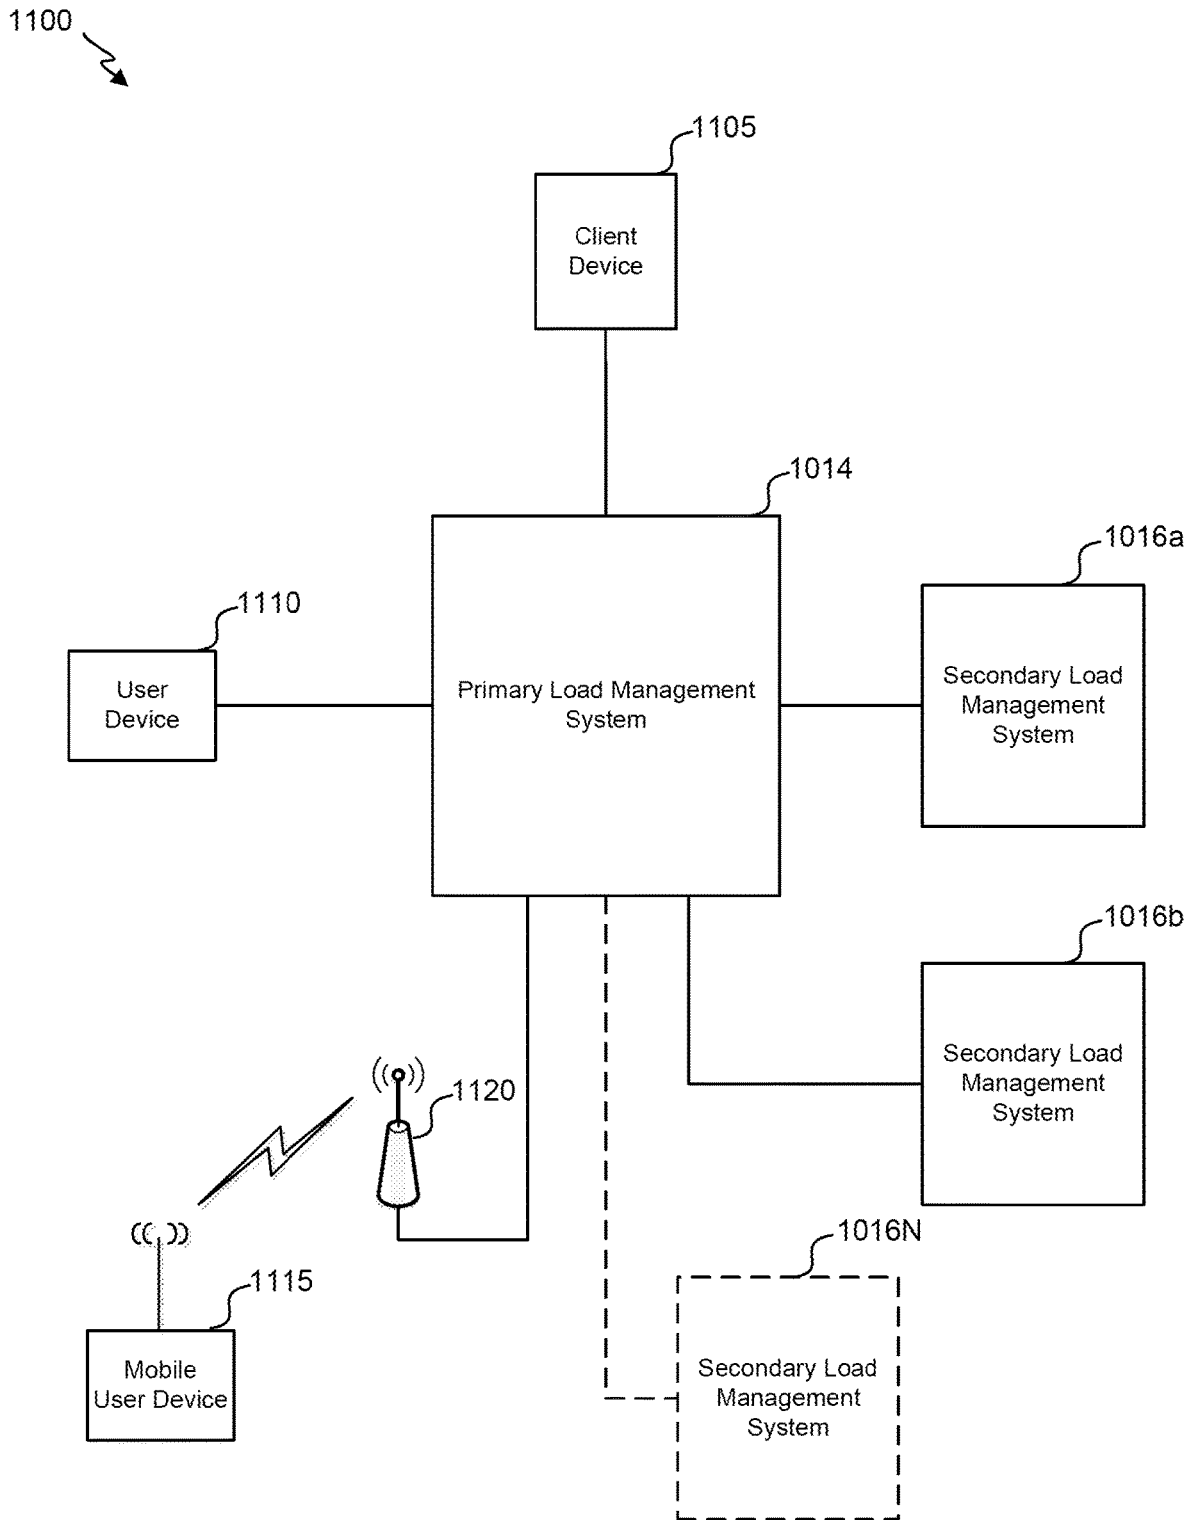 1100
1105
Client
Device
1014
1016a
1110
User
Device
Primary Load Management
System
Secondary Load
Management
System
1016b
1120
Secondary Load
Management
System
1016N
1115
Mobile
User Device
Secondary Load
Management
System